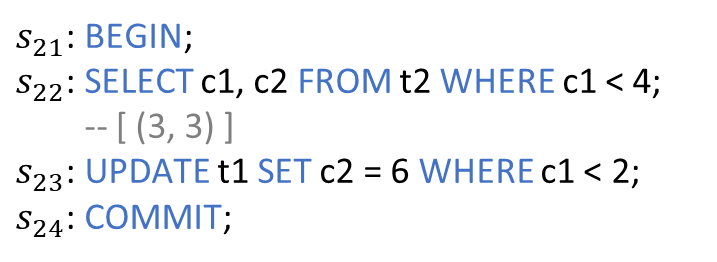 s21: BEGIN;
s22: SELECT c1, c2 FROM t2 WHERE c1 < 4;
-- [ (3, 3) ]
s23: UPDATE t1 SET c2 = 6 WHERE c1 < 2;
s24: COMMIT;